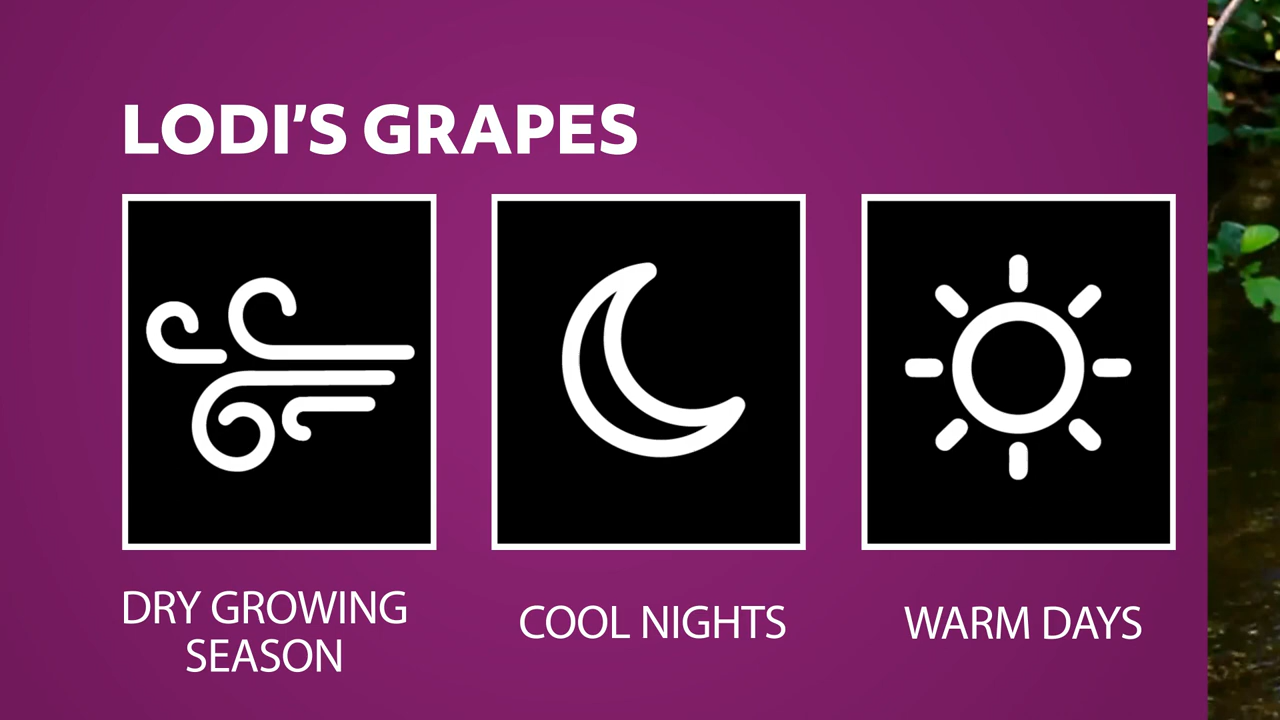 LODI'S GRAPES
DRY GROWING
SEASON
COOL NIGHTS
WARM DAYS